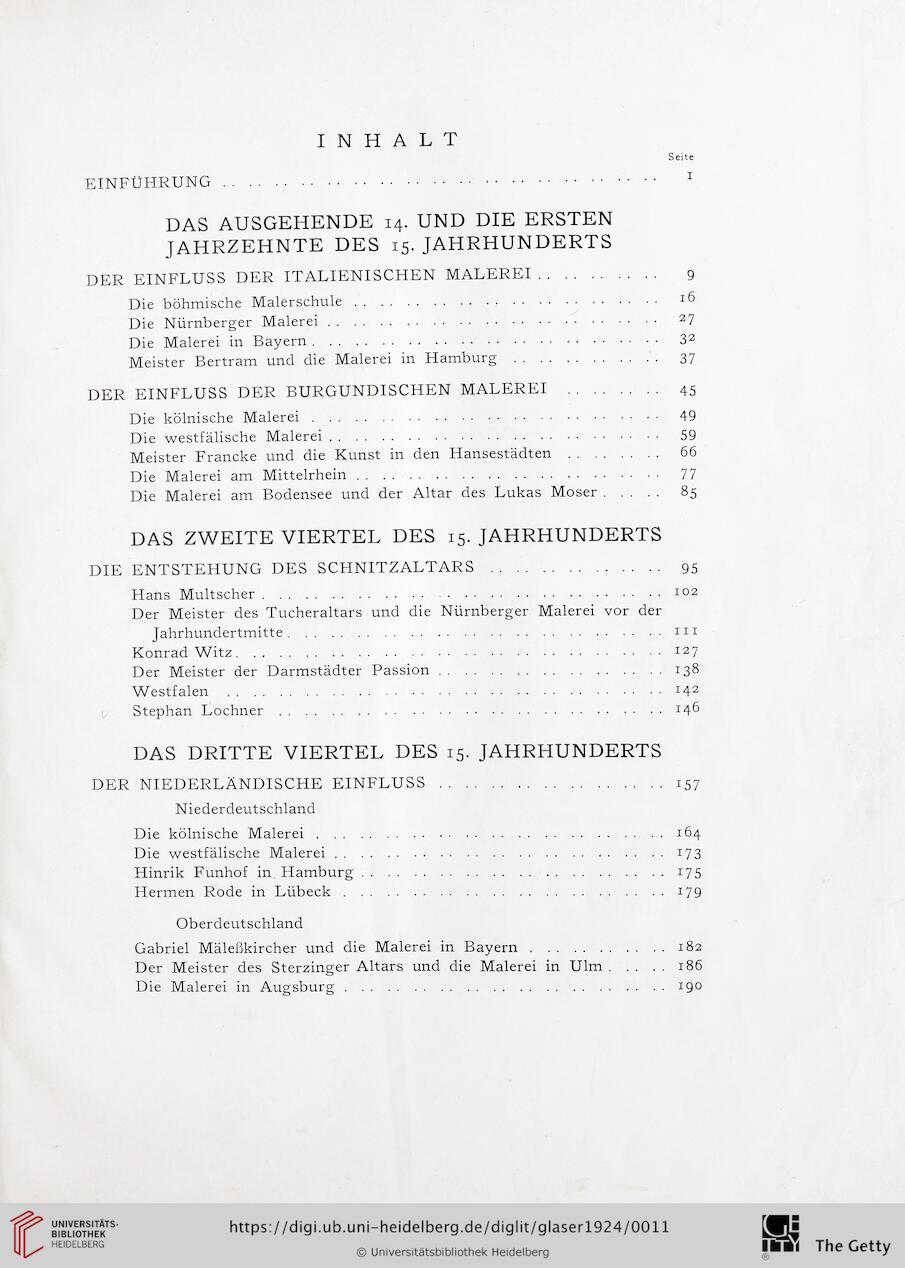 INHALT
Seite
EINFÜHRUNG . . . . . . . . . . . . . . . . . . . . . . . . . . . . . . . . . . 1
DAS AUSGEHENDE 14. UND DIE ERSTEN
JAHRZEHNTE DES 15. JAHRHUNDERTS
DER EINFLUSS DER ITALIENISCHEN MALEREI . . . . . . . . . . 9
Die böhmische Malerschule . . . . . . . . . . . . . . . . . . . . . . . . 16
Die Nürnberger Malerei . . . . . . . . . . . . . . . . . . . . . . . . . . 27
Die Malerei in Bayern . . . . . . . . . . . . . . . . . . . . . . . . . . . 32
Meister Bertram und die Malerei in Hamburg . . . . . . . . . . . . 37
DER EINFLUSS DER BURGUNDISCHEN MALEREI . . . . . . . . 45
Die kölnische Malerei . . . . . . . . . . . . . . . . . . . . . . . . . . . 49
Die westfälische Malerei . . . . . . . . . . . . . . . . . . . . . . . . . . 59
Meister Francke und die Kunst in den Hansestädten . . . . . . . . 66
Die Malerei am Mittelrhein . . . . . . . . . . . . . . . . . . . . . . . . 77
Die Malerei am Bodensee und der Altar des Lukas Moser . . . . . 85
DAS ZWEITE VIERTEL DES 15. JAHRHUNDERTS
DIE ENTSTEHUNG DES SCHNITZALTARS . . . . . . . . . . . . . . 95
Hans Multscher . . . . . . . . . . . . . . . . . . . . . . . . . . . . . . . 102
Der Meister des Tucheraltars und die Nürnberger Malerei vor der
Jahrhundertmitte . . . . . . . . . . . . . . . . . . . . . . . . . . . . . 111
Konrad Witz . . . . . . . . . . . . . . . . . . . . . . . . . . . . . . . . . 127
Der Meister der Darmstädter Passion . . . . . . . . . . . . . . . . . . 138
Westfalen . . . . . . . . . . . . . . . . . . . . . . . . . . . . . . . . . . 142
Stephan Lochner . . . . . . . . . . . . . . . . . . . . . . . . . . . . . . 146
DAS DRITTE VIERTEL DES 15. JAHRHUNDERTS
DER NIEDERLÄNDISCHE EINFLUSS . . . . . . . . . . . . . . . . . . 157
Niederdeutschland
Die kölnische Malerei . . . . . . . . . . . . . . . . . . . . . . . . . . . 164
Die westfälische Malerei . . . . . . . . . . . . . . . . . . . . . . . . . . 173
Hinrik Funhof in Hamburg . . . . . . . . . . . . . . . . . . . . . . . . 175
Hermen Rode in Lübeck . . . . . . . . . . . . . . . . . . . . . . . . . 179
Oberdeutschland
Gabriel Mäleßkircher und die Malerei in Bayern . . . . . . . . . . . 182
Der Meister des Sterzinger Altars und die Malerei in Ulm . . . . . 186
Die Malerei in Augsburg . . . . . . . . . . . . . . . . . . . . . . . . . 190
UNIVERSITÄTS-
BIBLIOTHEK
HEIDELBERG
https://digi.ub.uni-heidelberg.de/diglit/glaser1924/0011
© Universitätsbibliothek Heidelberg
GETTY
®
The Getty